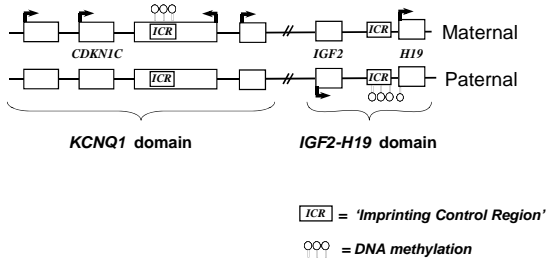 ICR
ICR
H19
Maternal
CDKN1C
IGF2
ICR
ICR
Paternal
KCNQ1 domain
IGF2-H19 domain
ICR = 'Imprinting Control Region'
= DNA methylation